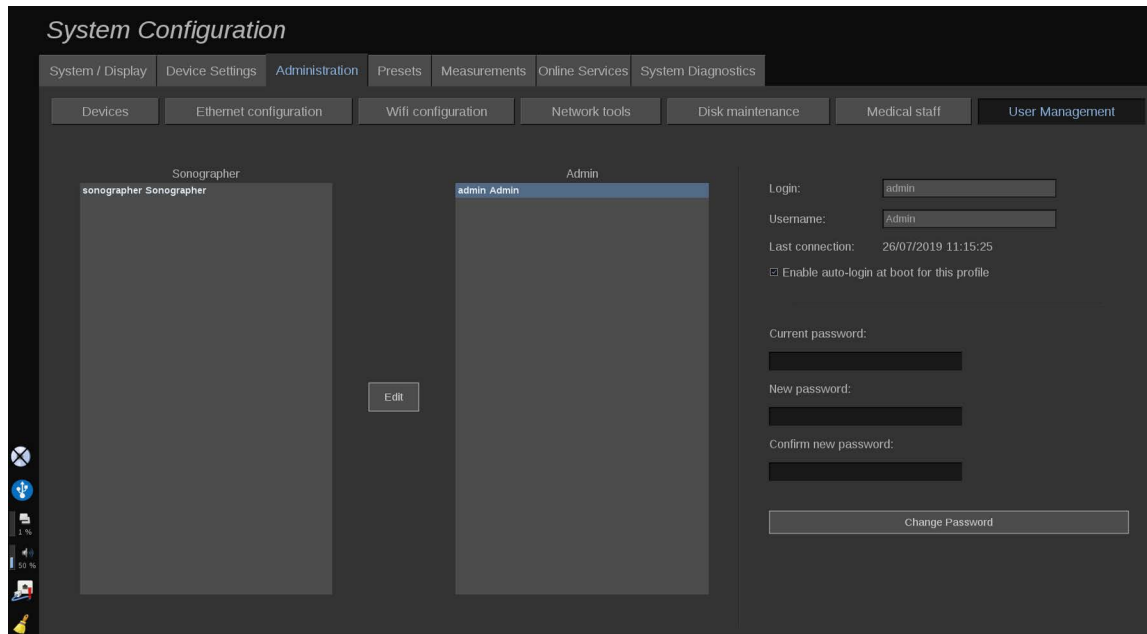 System Configuration
System / Display Device Settings Administration Presets Measurements Online Services System Diagnostics
Devices Ethernet configuration Wifi configuration Network tools Disk maintenance Medical staff User Management
Sonographer
sonographer Sonographer
Edit
Admin
admin Admin
Login: admin
Username: Admin
Last connection: 26/07/2019 11:15:25
Enable auto-login at boot for this profile
Current password:
New password:
Confirm new password:
Change Password
1 %
50 %